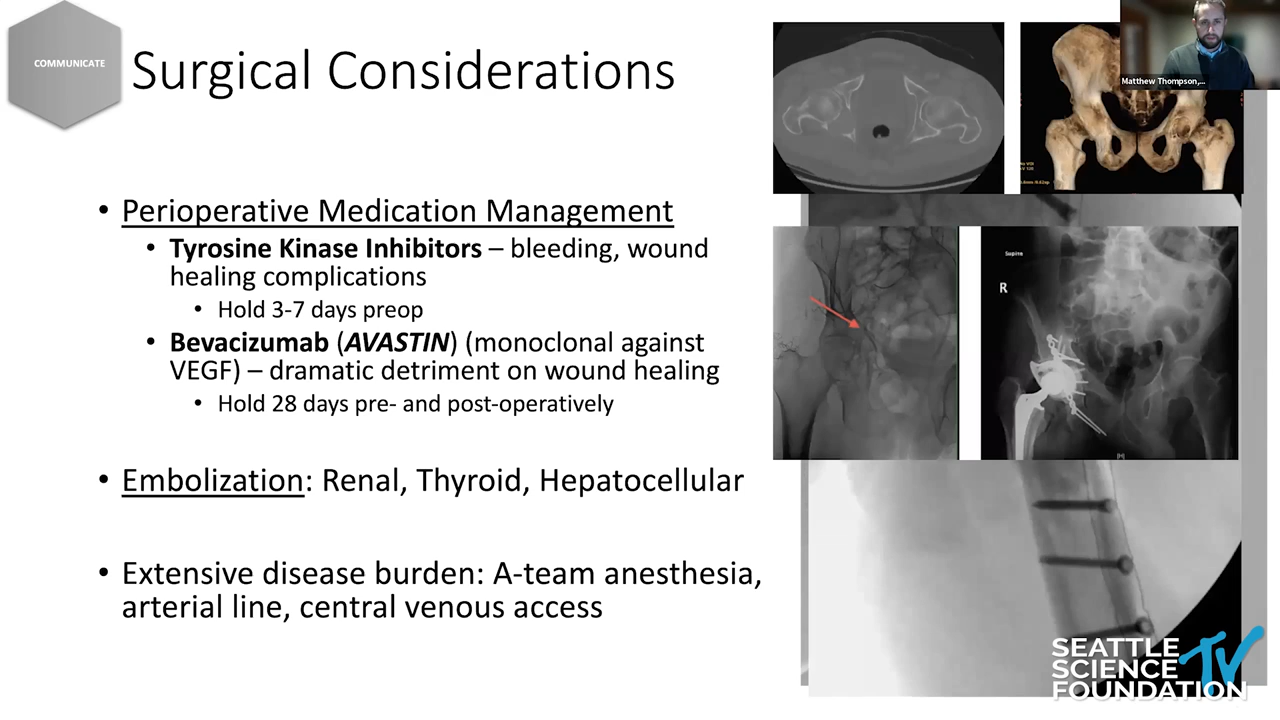 COMMUNICATE
Surgical Considerations
Matthew Thompson,...
• Perioperative Medication Management
• Tyrosine Kinase Inhibitors – bleeding, wound
healing complications
• Hold 3-7 days preop
• Bevacizumab (AVASTIN) (monoclonal against
VEGF) – dramatic detriment on wound healing
• Hold 28 days pre- and post-operatively
• Embolization: Renal, Thyroid, Hepatocellular
• Extensive disease burden: A-team anesthesia,
arterial line, central venous access
Supine
R
[H]
SEATTLE
SCIENCE TV
FOUNDATION